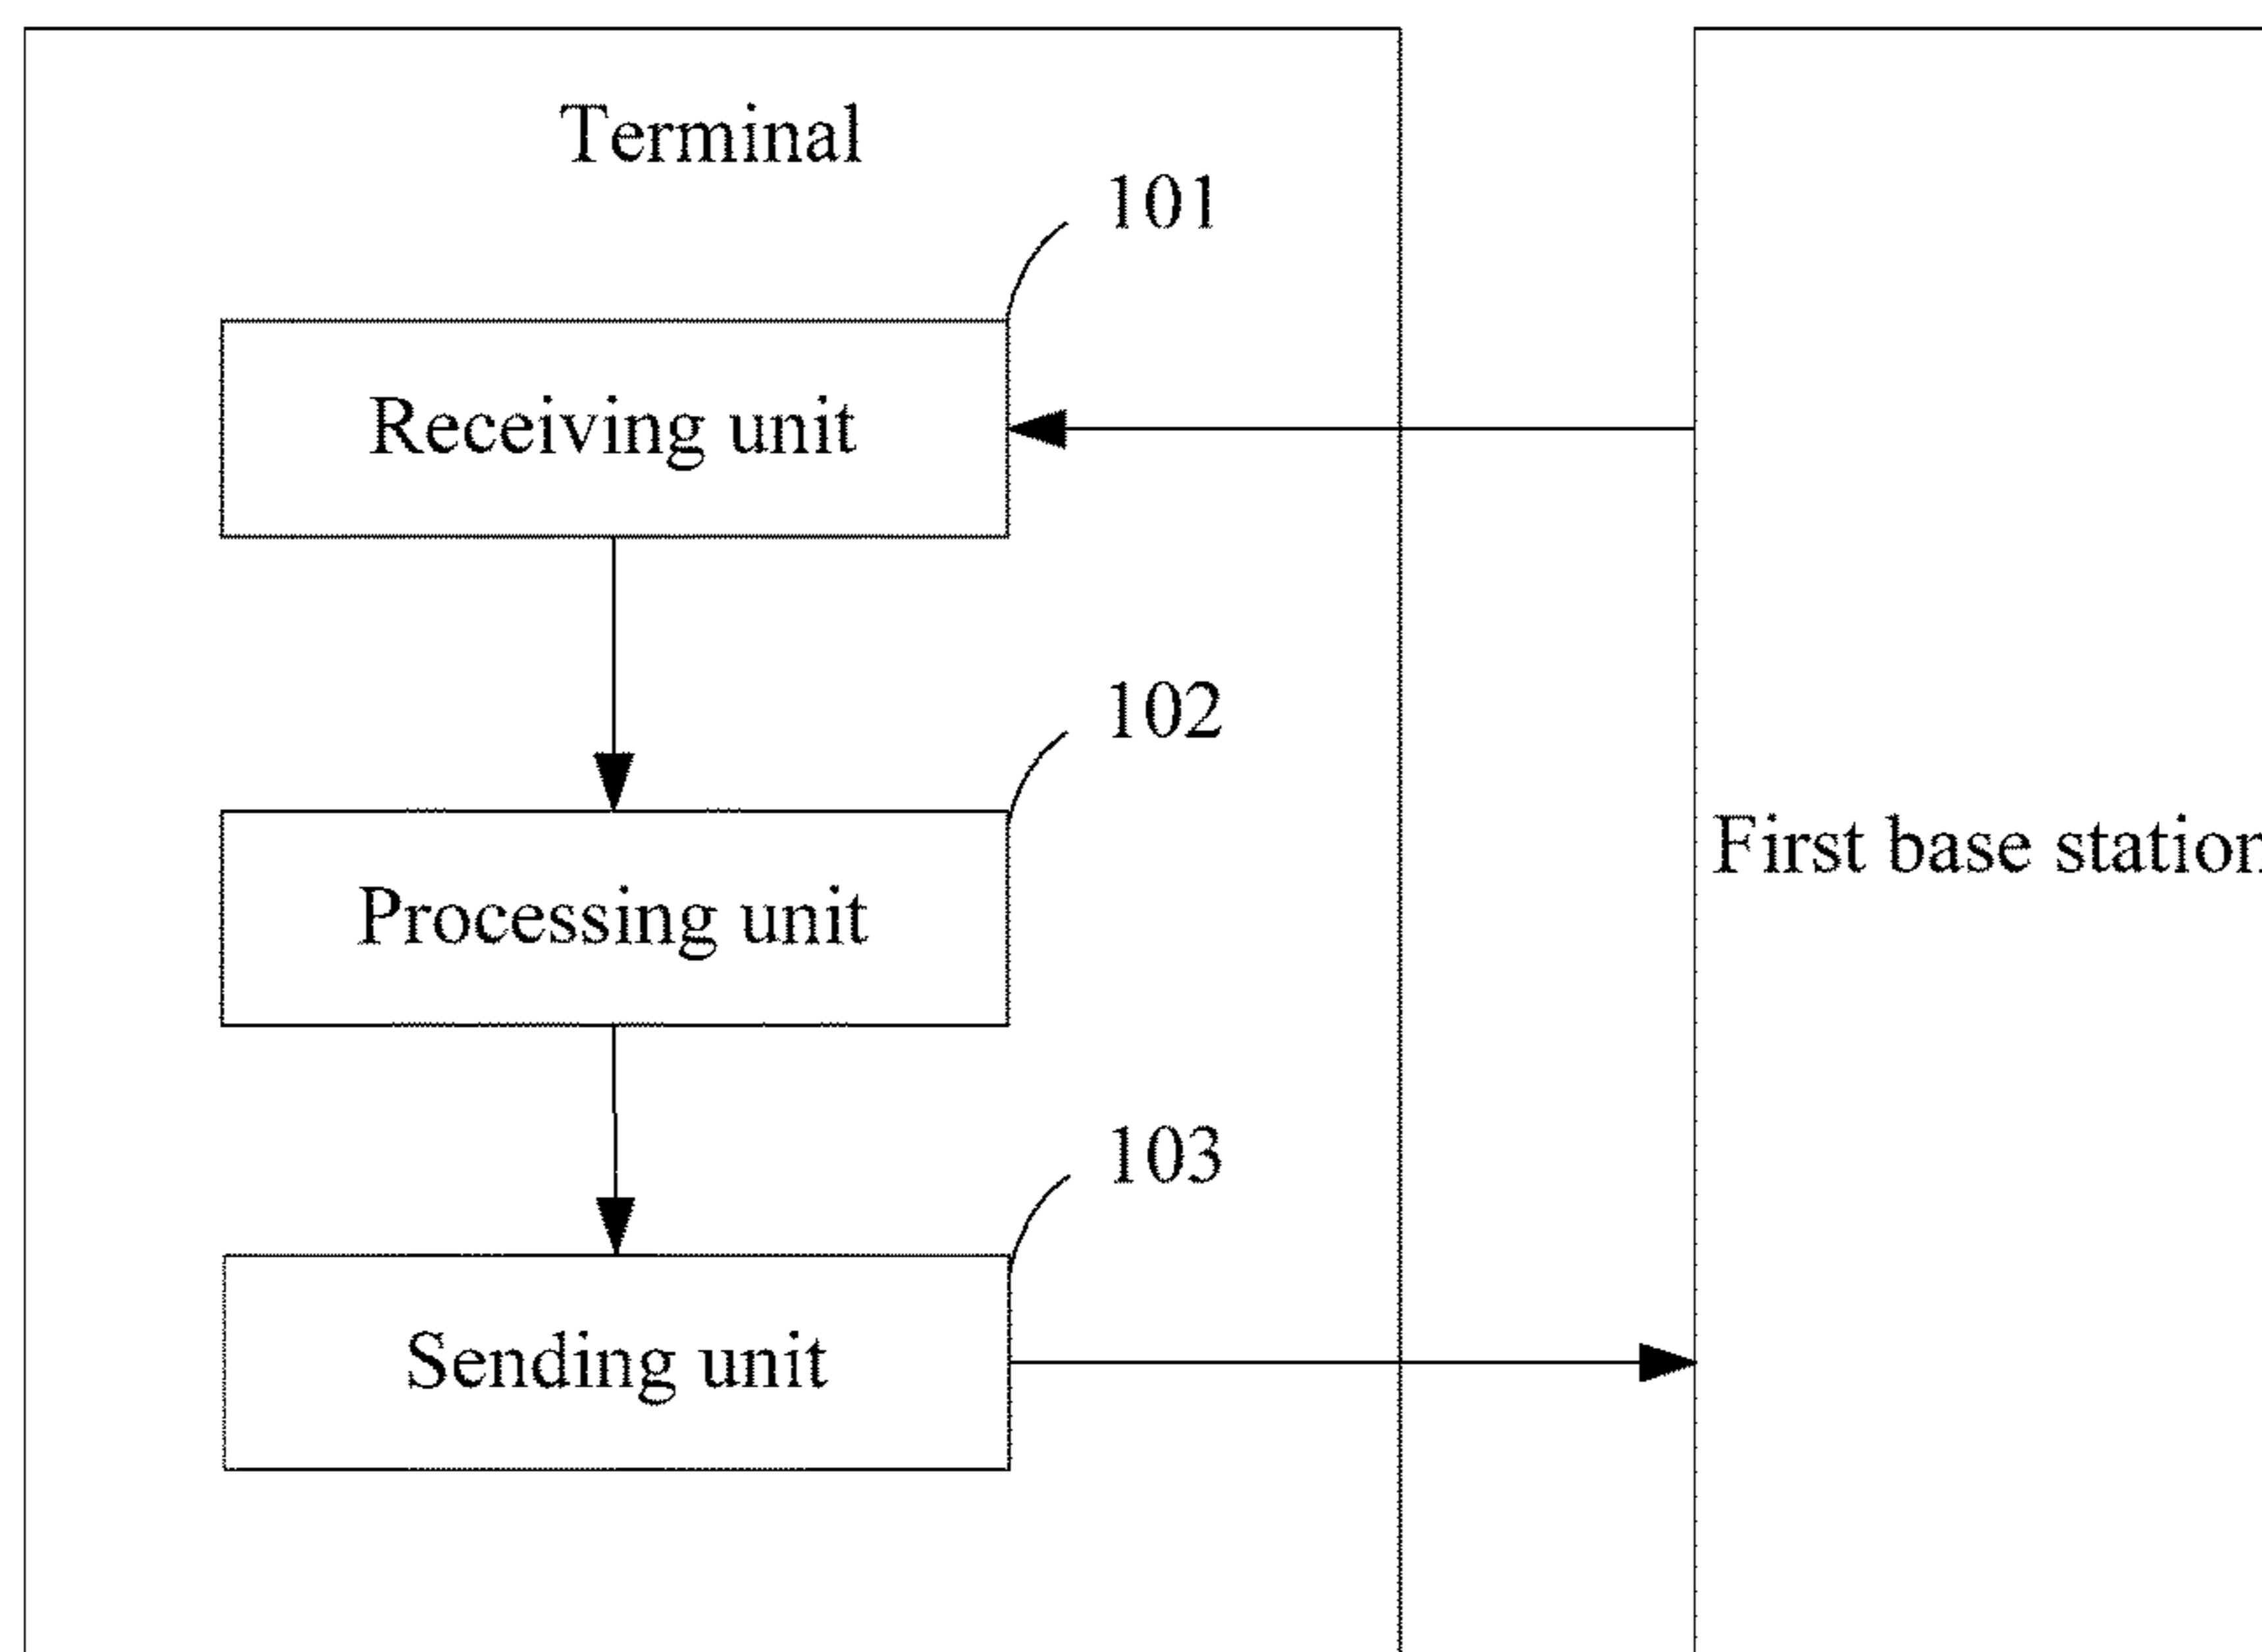 Terminal
101
Receiving unit
102
Processing unit
First base station
103
Sending unit